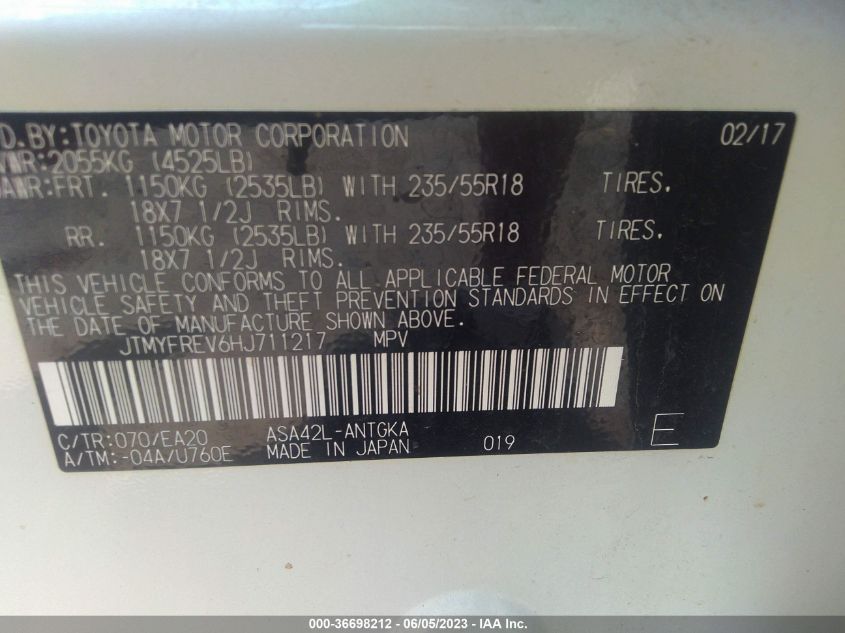 D.BY:TOYOTA MOTOR CORPORATION 02/17
VWR:2055KG (4525LB)
AWR:FRT. 1150KG (2535LB) WITH 235/55R18 TIRES.
18X7 1/2J RIMS.
RR. 1150KG (2535LB) WITH 235/55R18 TIRES.
18X7 1/2J RIMS.
THIS VEHICLE CONFORMS TO ALL APPLICABLE FEDERAL MOTOR
VEHICLE SAFETY AND THEFT PREVENTION STANDARDS IN EFFECT ON
THE DATE OF MANUFACTURE SHOWN ABOVE.
JTMYFREV6HJ711217 MPV
C/TR:070/EA20 ASA42L-ANTGKA
A/TM:-04A/U760E MADE IN JAPAN 019 E
000-36698212 - 06/05/2023 - IAA Inc.